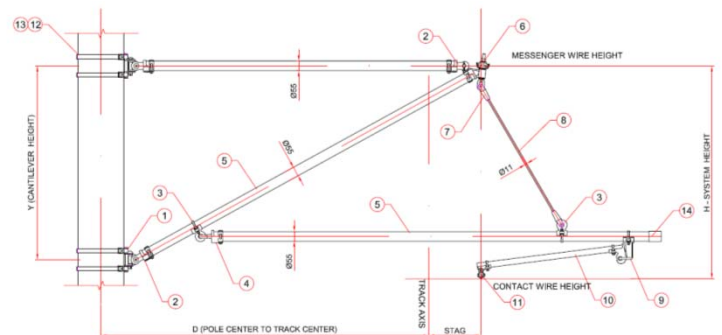 13 12
2
6
MESSENGER WIRE HEIGHT
Ø55
7
8
Y (CANTILEVER HEIGHT)
5
Ø55
Ø11
H - SYSTEM HEIGHT
3
5
3
14
1
2
4
Ø55
TRACK AXIS
CONTACT WIRE HEIGHT
11
10
9
D (POLE CENTER TO TRACK CENTER)
STAG